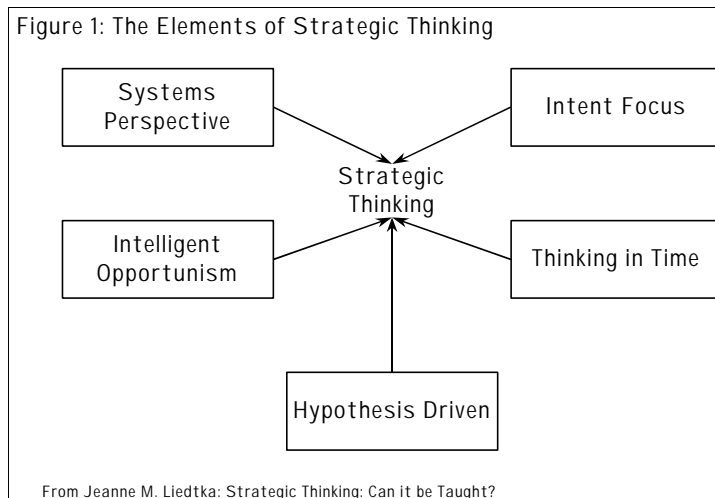 Figure 1: The Elements of Strategic Thinking
Systems
Perspective
Intent Focus
Strategic
Thinking
Intelligent
Opportunism
Thinking in Time
Hypothesis Driven
From Jeanne M. Liedtka: Strategic Thinking: Can it be Taught?